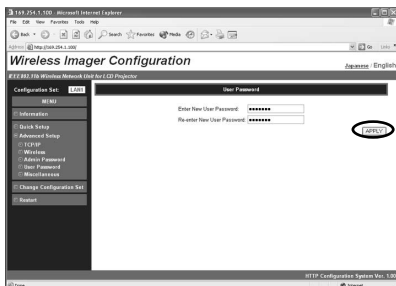 169.254.1.100 - Microsoft Internet Explorer
File Edit View Favorites Tools Help
Back Search Favorites Media
Address http://169.254.1.100/ Go Links
Wireless Imager Configuration
Japanese / English
IEEE802.11b Wireless Network Unit for LCD Projector
Configuration Set: LAN1
User Password
MENU
Information
Quick Setup
Advanced Setup
TCP/IP
Wireless
Admin Password
User Password
Miscellaneous
Change Configuration Set
Restart
Enter New User Password: ●●●●●●●
Re-enter New User Password: ●●●●●●●
APPLY
HTTP Configuration System Ver. 1.00
Done Internet